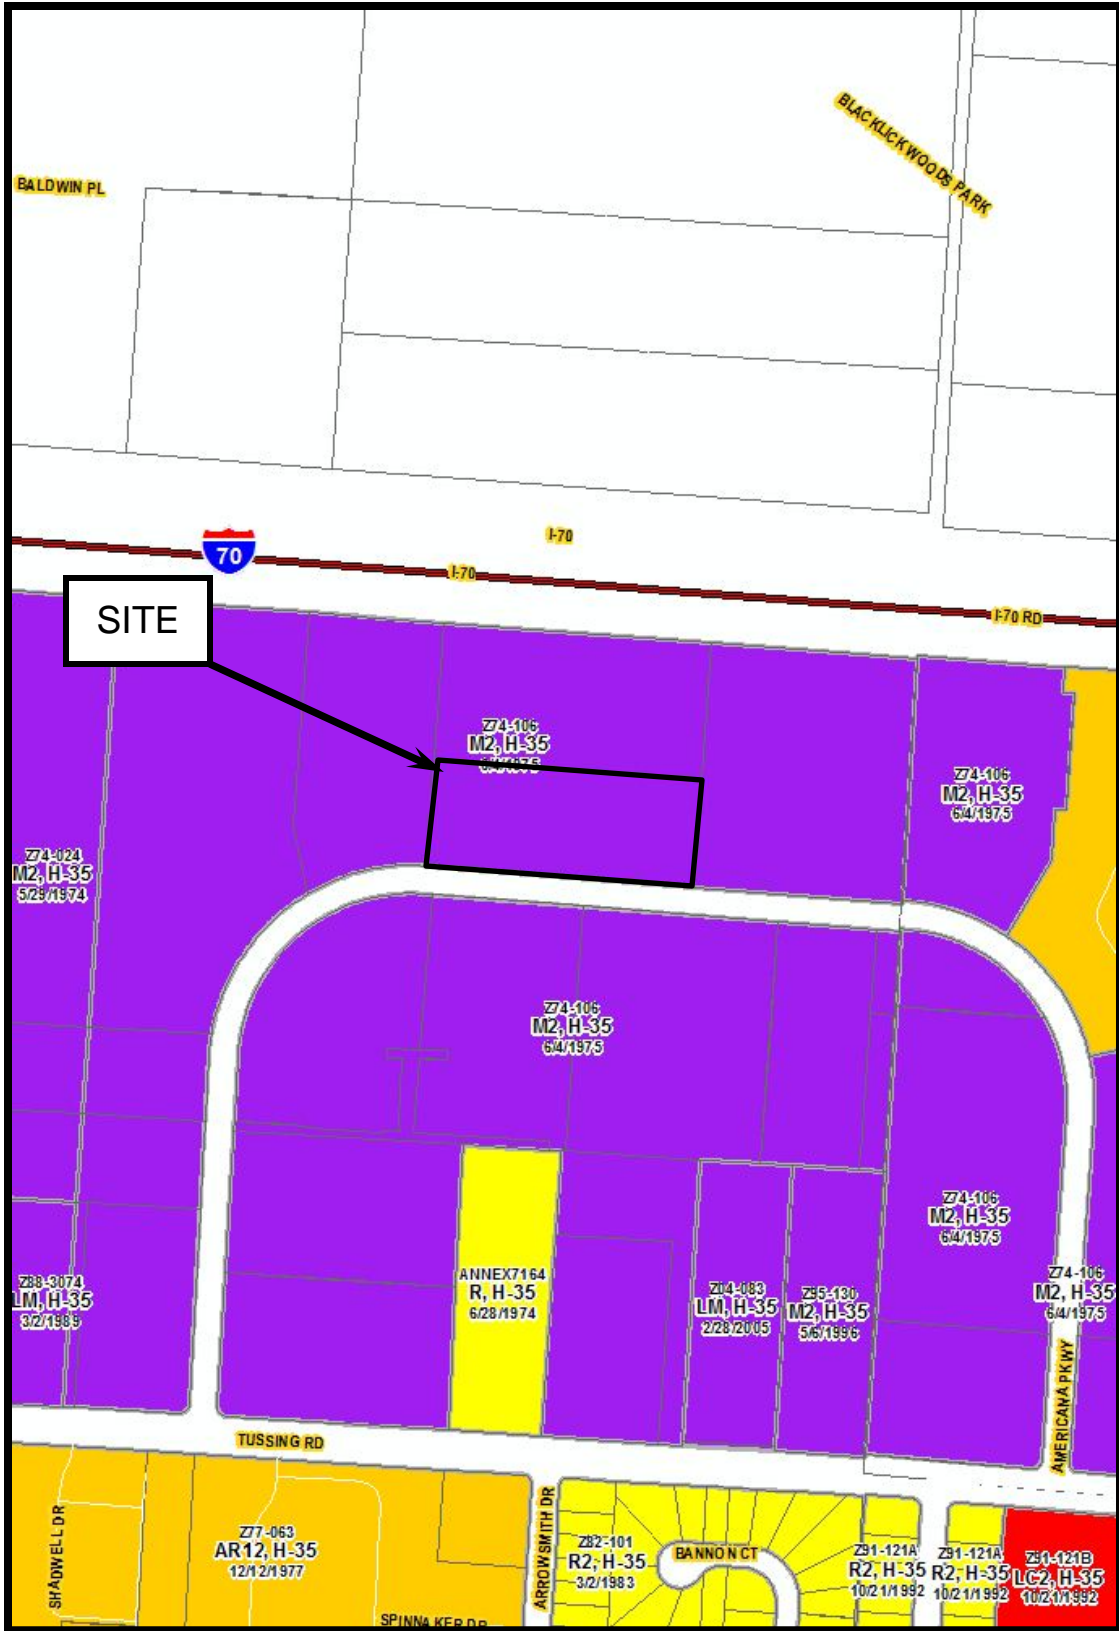 BLACKLICK WOODS PARK
BALDWIN PL
I-70
70
I-70
I-70 RD
SITE
Z74-106
M2, H-35
6/4/1975
Z74-106
M2, H-35
6/4/1975
Z74-024
M2, H-35
5/29/1974
Z74-106
M2, H-35
6/4/1975
Z74-106
M2, H-35
6/4/1975
ANNEX7164
R, H-35
6/28/1974
Z88-3074
LM, H-35
3/2/1989
Z04-083
LM, H-35
2/28/2005
Z95-130
M2, H-35
5/6/1996
Z74-106
M2, H-35
6/4/1975
AMERICANA PKWY
TUSSING RD
SHADWELL DR
Z77-063
AR12, H-35
12/12/1977
ARROWSMITH DR
Z82-101
R2, H-35
3/2/1983
BANNON CT
Z91-121A
R2, H-35
10/21/1992
Z91-121A
R2, H-35
10/21/1992
Z91-121B
LC2, H-35
10/21/1992
SPINNAKER DR